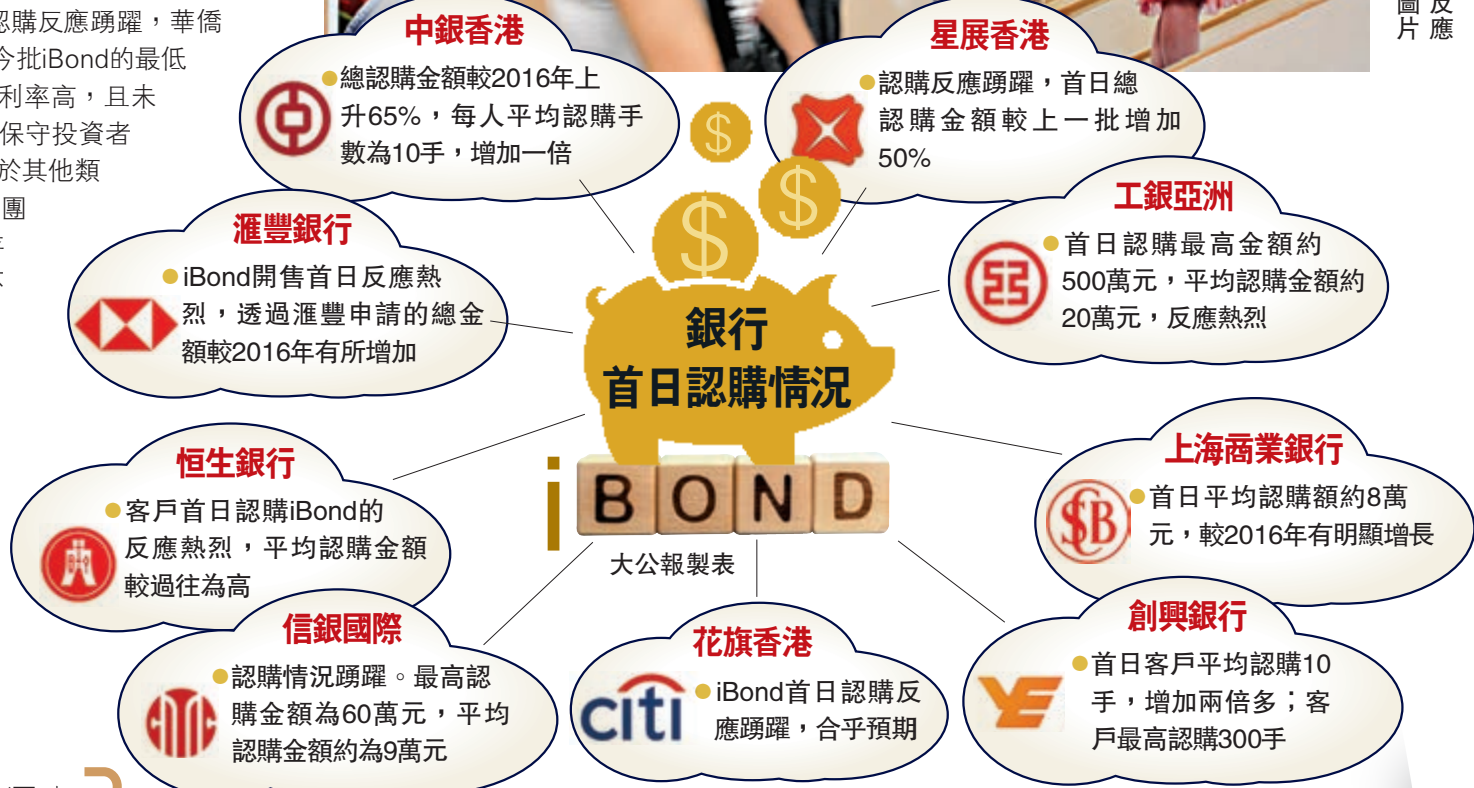 認購反應踴躍，華僑
今批iBond的最低
利率高，且未
保守投資者
於其他類
團
反應
圖片
中銀香港
總認購金額較2016年上
升65%，每人平均認購手
數為10手，增加一倍
星展香港
認購反應踴躍，首日總
認購金額較上一批增加
50%
滙豐銀行
iBond開售首日反應熱
烈，透過滙豐申請的總金
額較2016年有所增加
工銀亞洲
首日認購最高金額約
500萬元，平均認購金額約
20萬元，反應熱烈
$
$
$
銀行
首日認購情況
iBOND
大公報製表
恒生銀行
客戶首日認購iBond的
反應熱烈，平均認購金額
較過往為高
上海商業銀行
SCB
首日平均認購額約8萬
元，較2016年有明顯增長
信銀國際
認購情況踴躍。最高認
購金額為60萬元，平均
認購金額約為9萬元
花旗香港
citi
iBond首日認購反
應踴躍，合乎預期
創興銀行
首日客戶平均認購10
手，增加兩倍多；客
戶最高認購300手